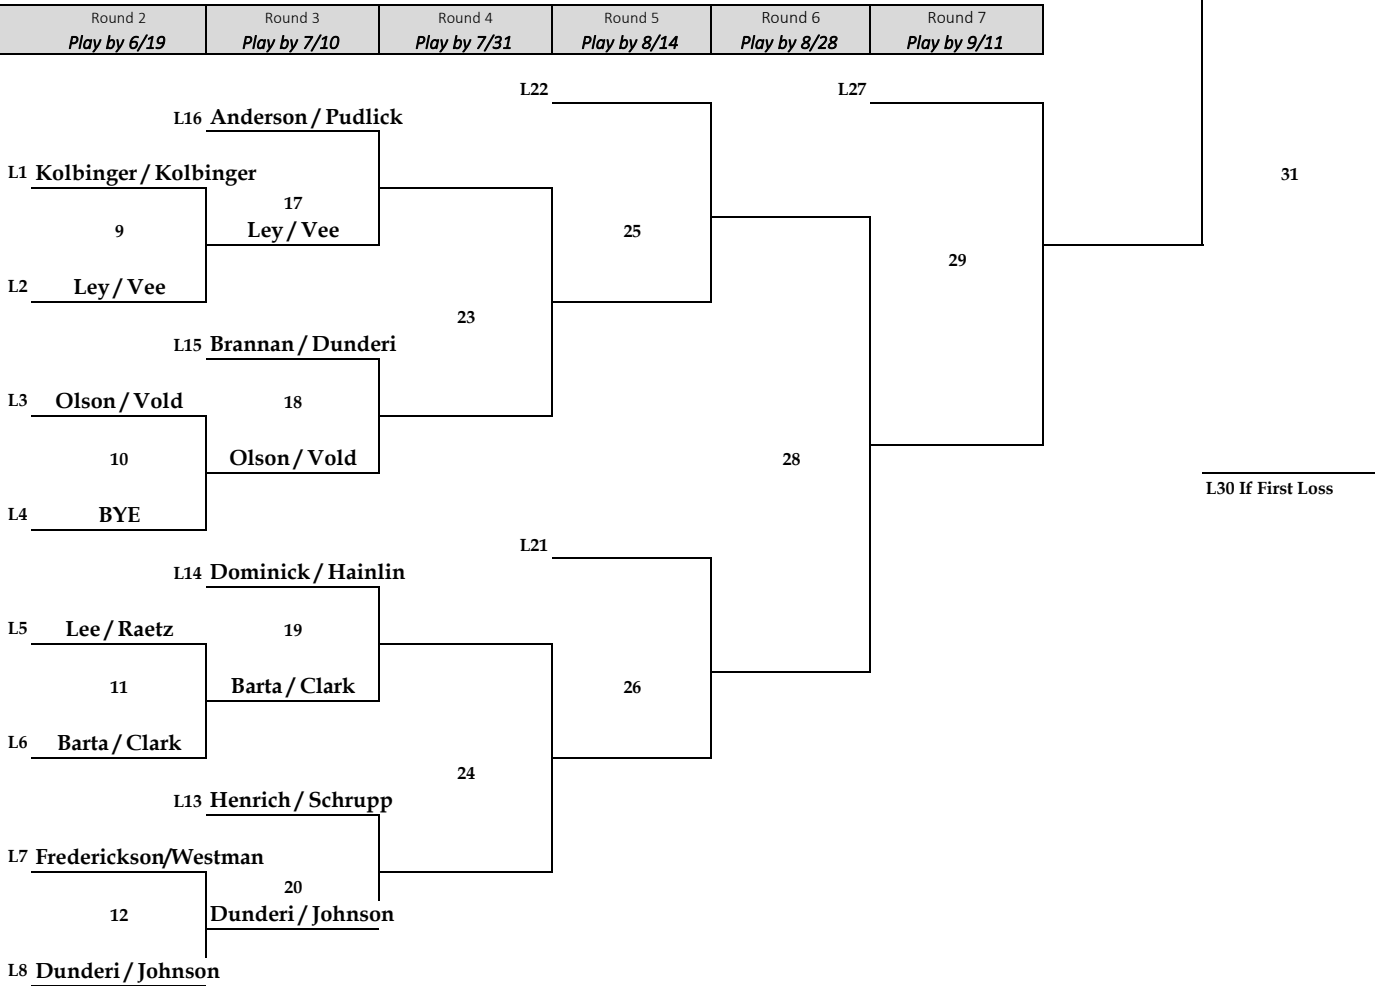 Round 2 Round 3 Round 4 Round 5 Round 6 Round 7
Play by 6/19 Play by 7/10 Play by 7/31 Play by 8/14 Play by 8/28 Play by 9/11
L22 L27
L16 Anderson / Pudlick
L1 Kolbinger / Kolbinger 31
17
9 Ley / Vee 25
29
L2 Ley / Vee
23
L15 Brannan / Dunderi
L3 Olson / Vold 18
10 Olson / Vold 28
L30 If First Loss
L4 BYE
L21
L14 Dominick / Hainlin
L5 Lee / Raetz 19
11 Barta / Clark 26
L6 Barta / Clark
24
L13 Henrich / Schrupp
L7 Frederickson/Westman
20
12 Dunderi / Johnson
L8 Dunderi / Johnson